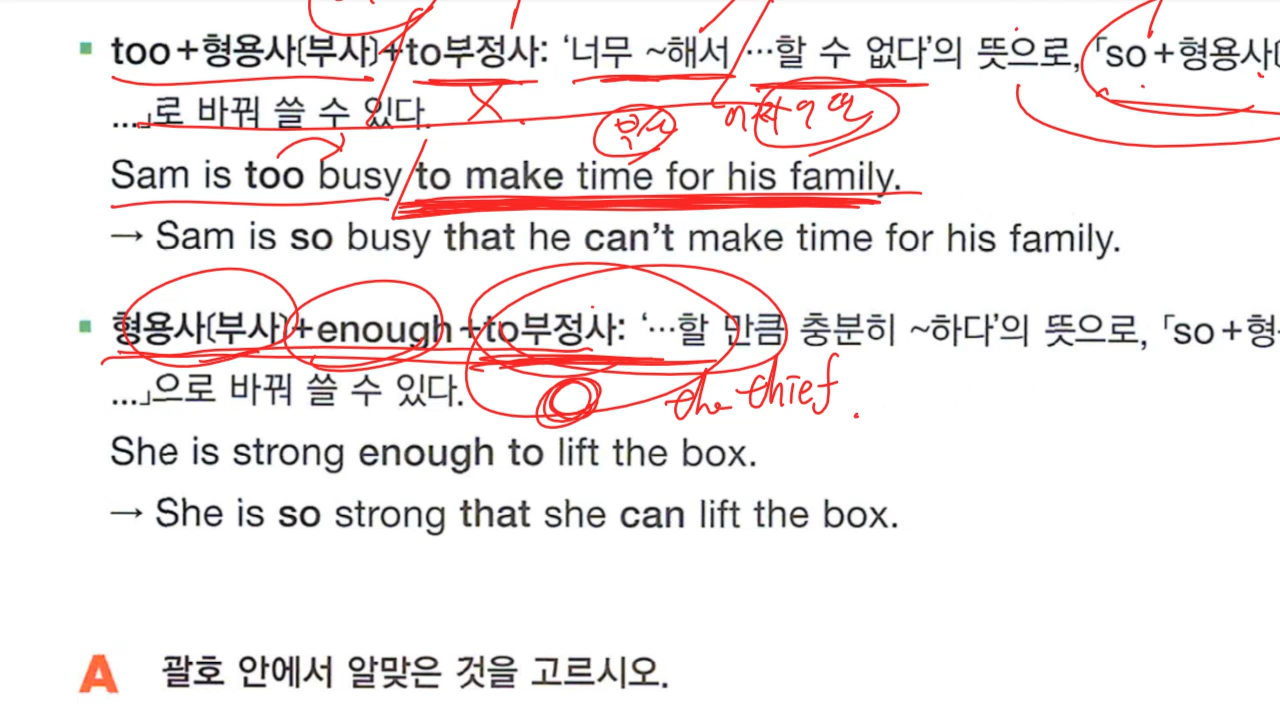 ▪ too+형용사(부사)+to부정사: ‘너무 ~해서 …할 수 없다’의 뜻으로, 「so+형용사(
...」로 바꿔 쓸 수 있다.
부사
Sam is too busy to make time for his family.
→ Sam is so busy that he can’t make time for his family.
▪ 형용사(부사)+enough+to부정사: ‘…할 만큼 충분히 ~하다’의 뜻으로, 「so+형
...」으로 바꿔 쓸 수 있다.
the thief.
She is strong enough to lift the box.
→ She is so strong that she can lift the box.
A 괄호 안에서 알맞은 것을 고르시오.